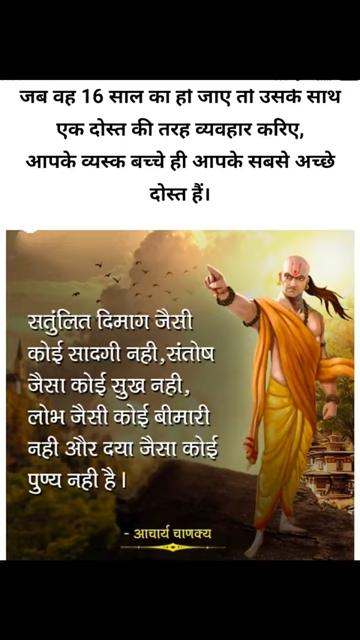 जब वह 16 साल का हो जाए तो उसके साथ
एक दोस्त की तरह व्यवहार करिए,
आपके व्यस्क बच्चे ही आपके सबसे अच्छे
दोस्त हैं।
सतुंलित दिमाग जैसी
कोई सादगी नही,संतोष
जैसा कोई सुख नही,
लोभ जैसी कोई बीमारी
नही और दया जैसा कोई
पुण्य नही है।
- आचार्य चाणक्य